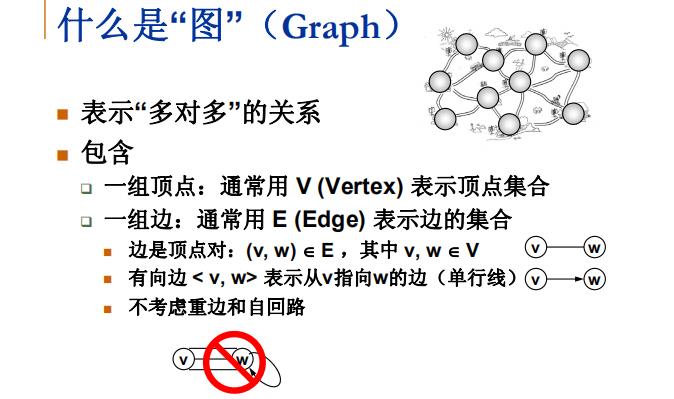 什么是“图”（Graph）
表示“多对多”的关系
包含
一组顶点：通常用 V (Vertex) 表示顶点集合
一组边：通常用 E (Edge) 表示边的集合
边是顶点对：(v, w) ∈ E ，其中 v, w ∈ V
v w
有向边 < v, w> 表示从v指向w的边（单行线）
v w
不考虑重边和自回路
v w